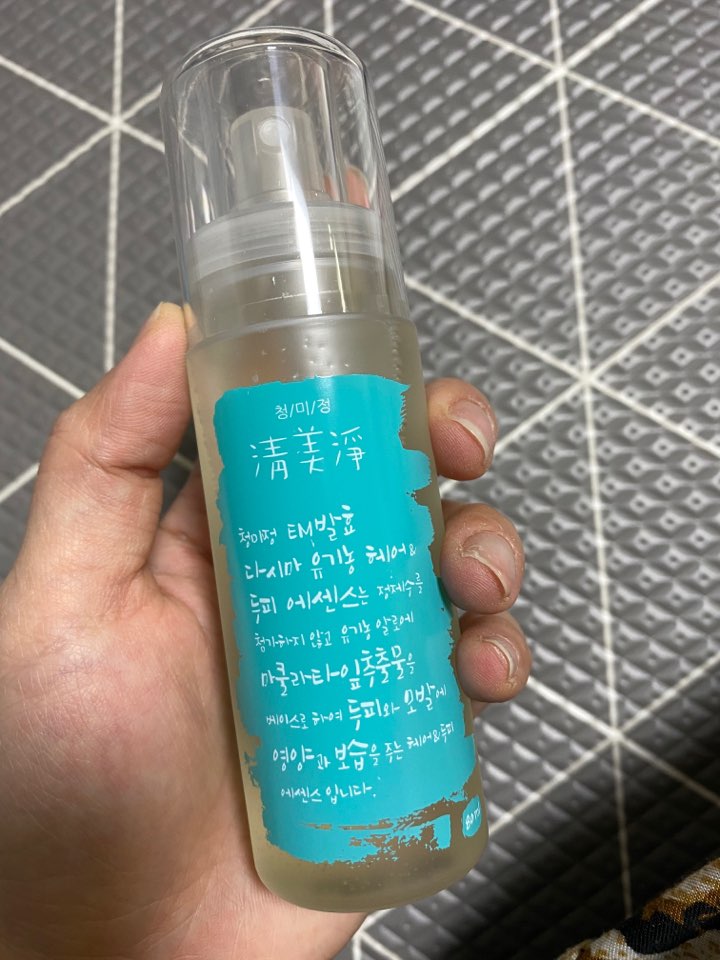 청/미/정
淸美淨
청미정 EM발효
다시마 유기농 헤어&
두피 에센스는 정제수를
첨가하지 않고 유기농 알로에
마쿨라타잎추출물을
베이스로 하여 두피와 모발에
영양과 보습을 주는 헤어&두피
에센스입니다.
80ml